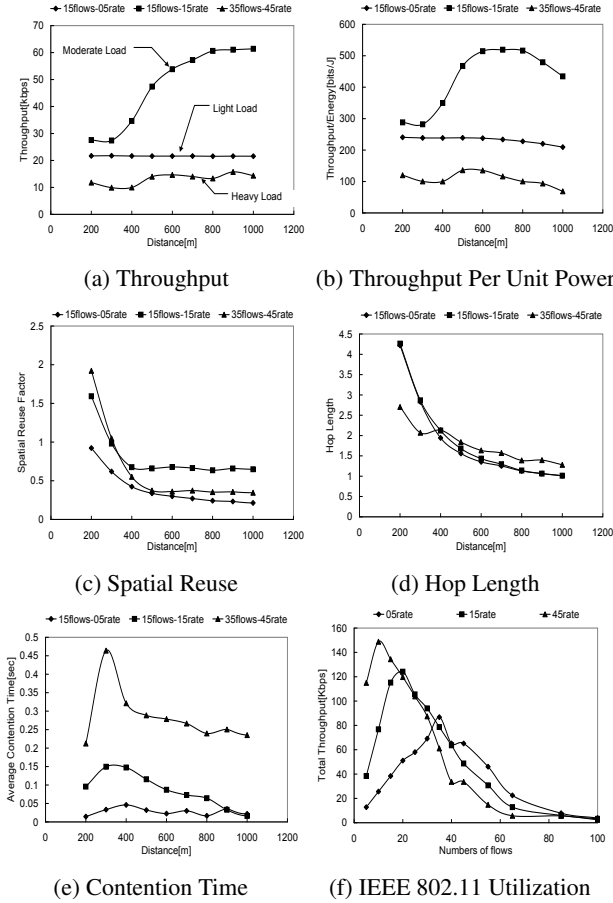 15flows-05rate 15flows-15rate 35flows-45rate
70
60
50
40
30
20
10
0
Throughput[kbps]
Moderate Load
Light Load
Heavy Load
0 200 400 600 800 1000 1200
Distance[m]
(a) Throughput
15flows-05rate 15flows-15rate 35flows-45rate
600
500
400
300
200
100
0
Throughput/Energy[bits/J]
0 200 400 600 800 1000 1200
Distance[m]
(b) Throughput Per Unit Power
15flows-05rate 15flows-15rate 35flows-45rate
2.5
2
1.5
1
0.5
0
Spatial Reuse Factor
0 200 400 600 800 1000 1200
Distance[m]
(c) Spatial Reuse
15flows-05rate 15flows-15rate 35flows-45rate
4.5
4
3.5
3
2.5
2
1.5
1
0.5
0
Hop Length
0 200 400 600 800 1000 1200
Distance[m]
(d) Hop Length
15flows-05rate 15flows-15rate 35flows-45rate
0.5
0.45
0.4
0.35
0.3
0.25
0.2
0.15
0.1
0.05
0
Average Contention Time[sec]
0 200 400 600 800 1000 1200
Distance[m]
(e) Contention Time
05rate 15rate 45rate
160
140
120
100
80
60
40
20
0
Total Throughput[Kbps]
0 20 40 60 80 100
Numbers of flows
(f) IEEE 802.11 Utilization